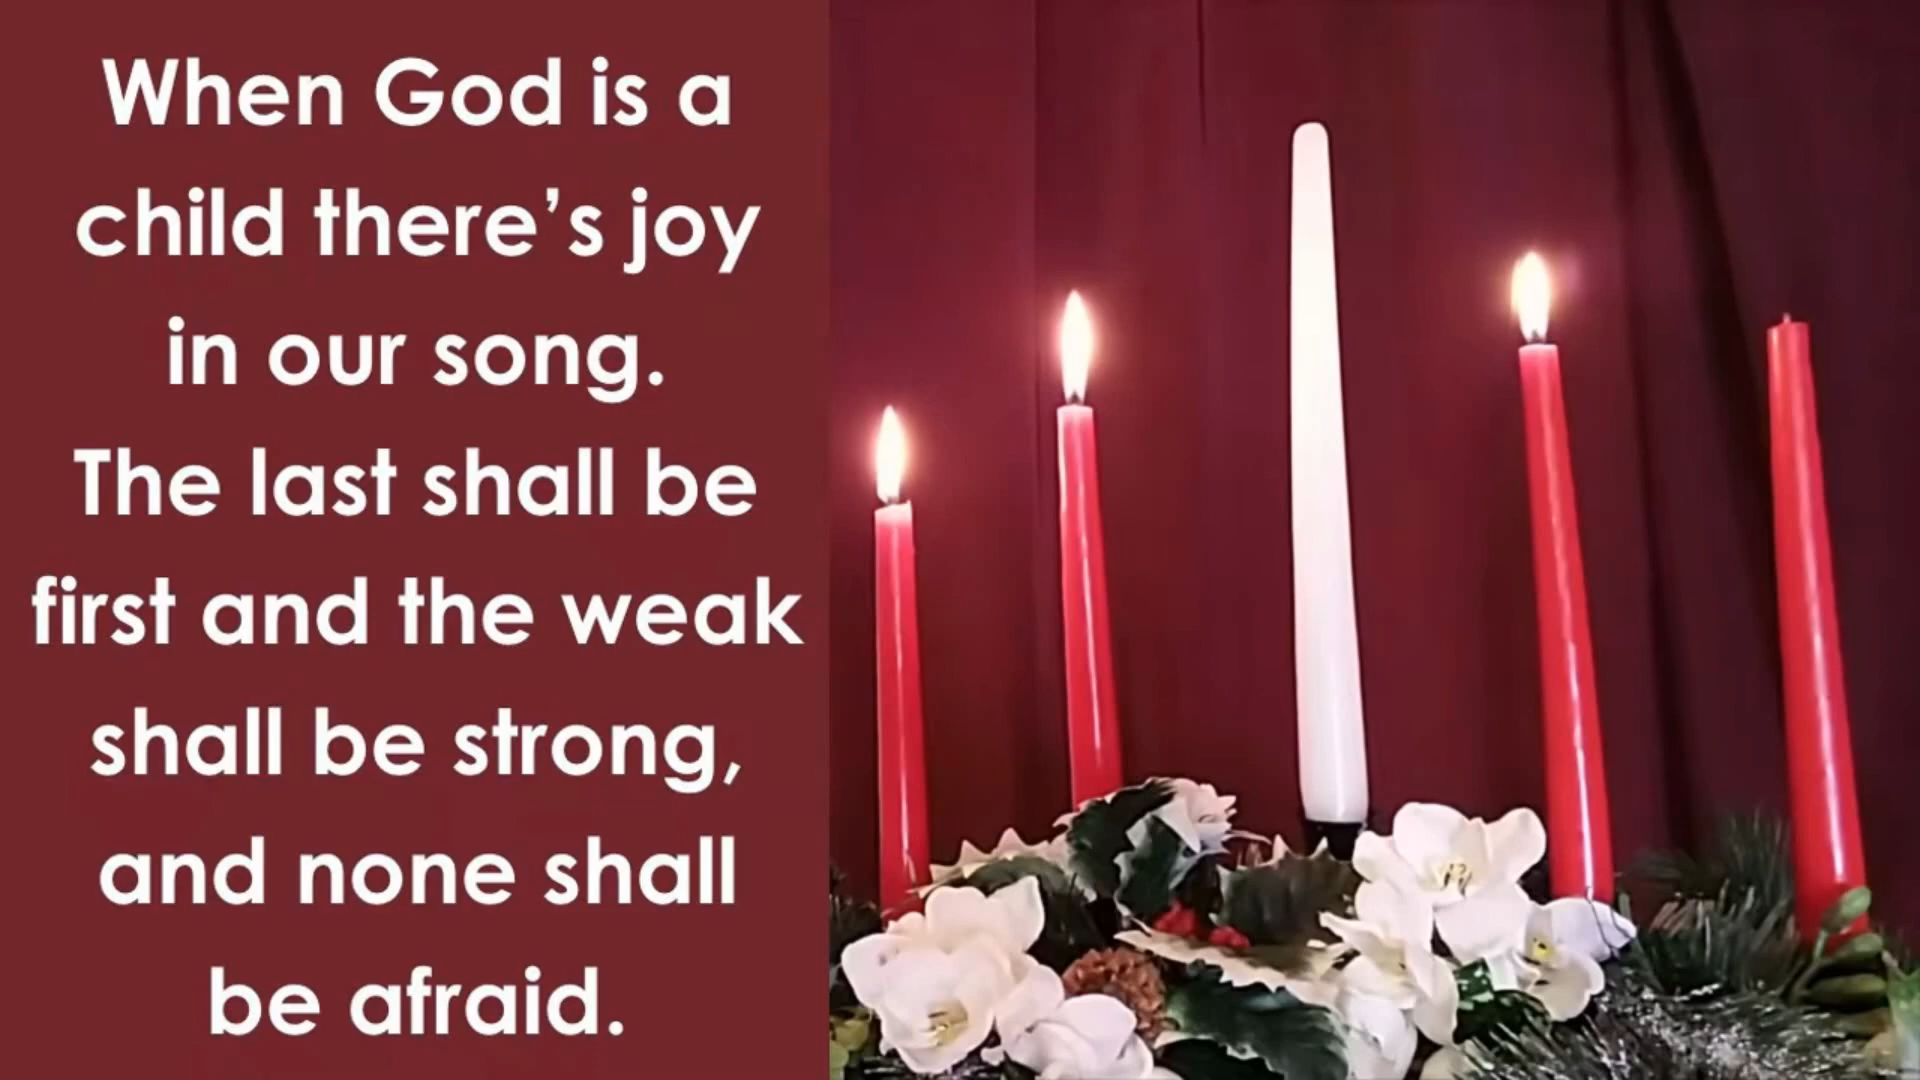 When God is a
child there’s joy
in our song.
The last shall be
first and the weak
shall be strong,
and none shall
be afraid.